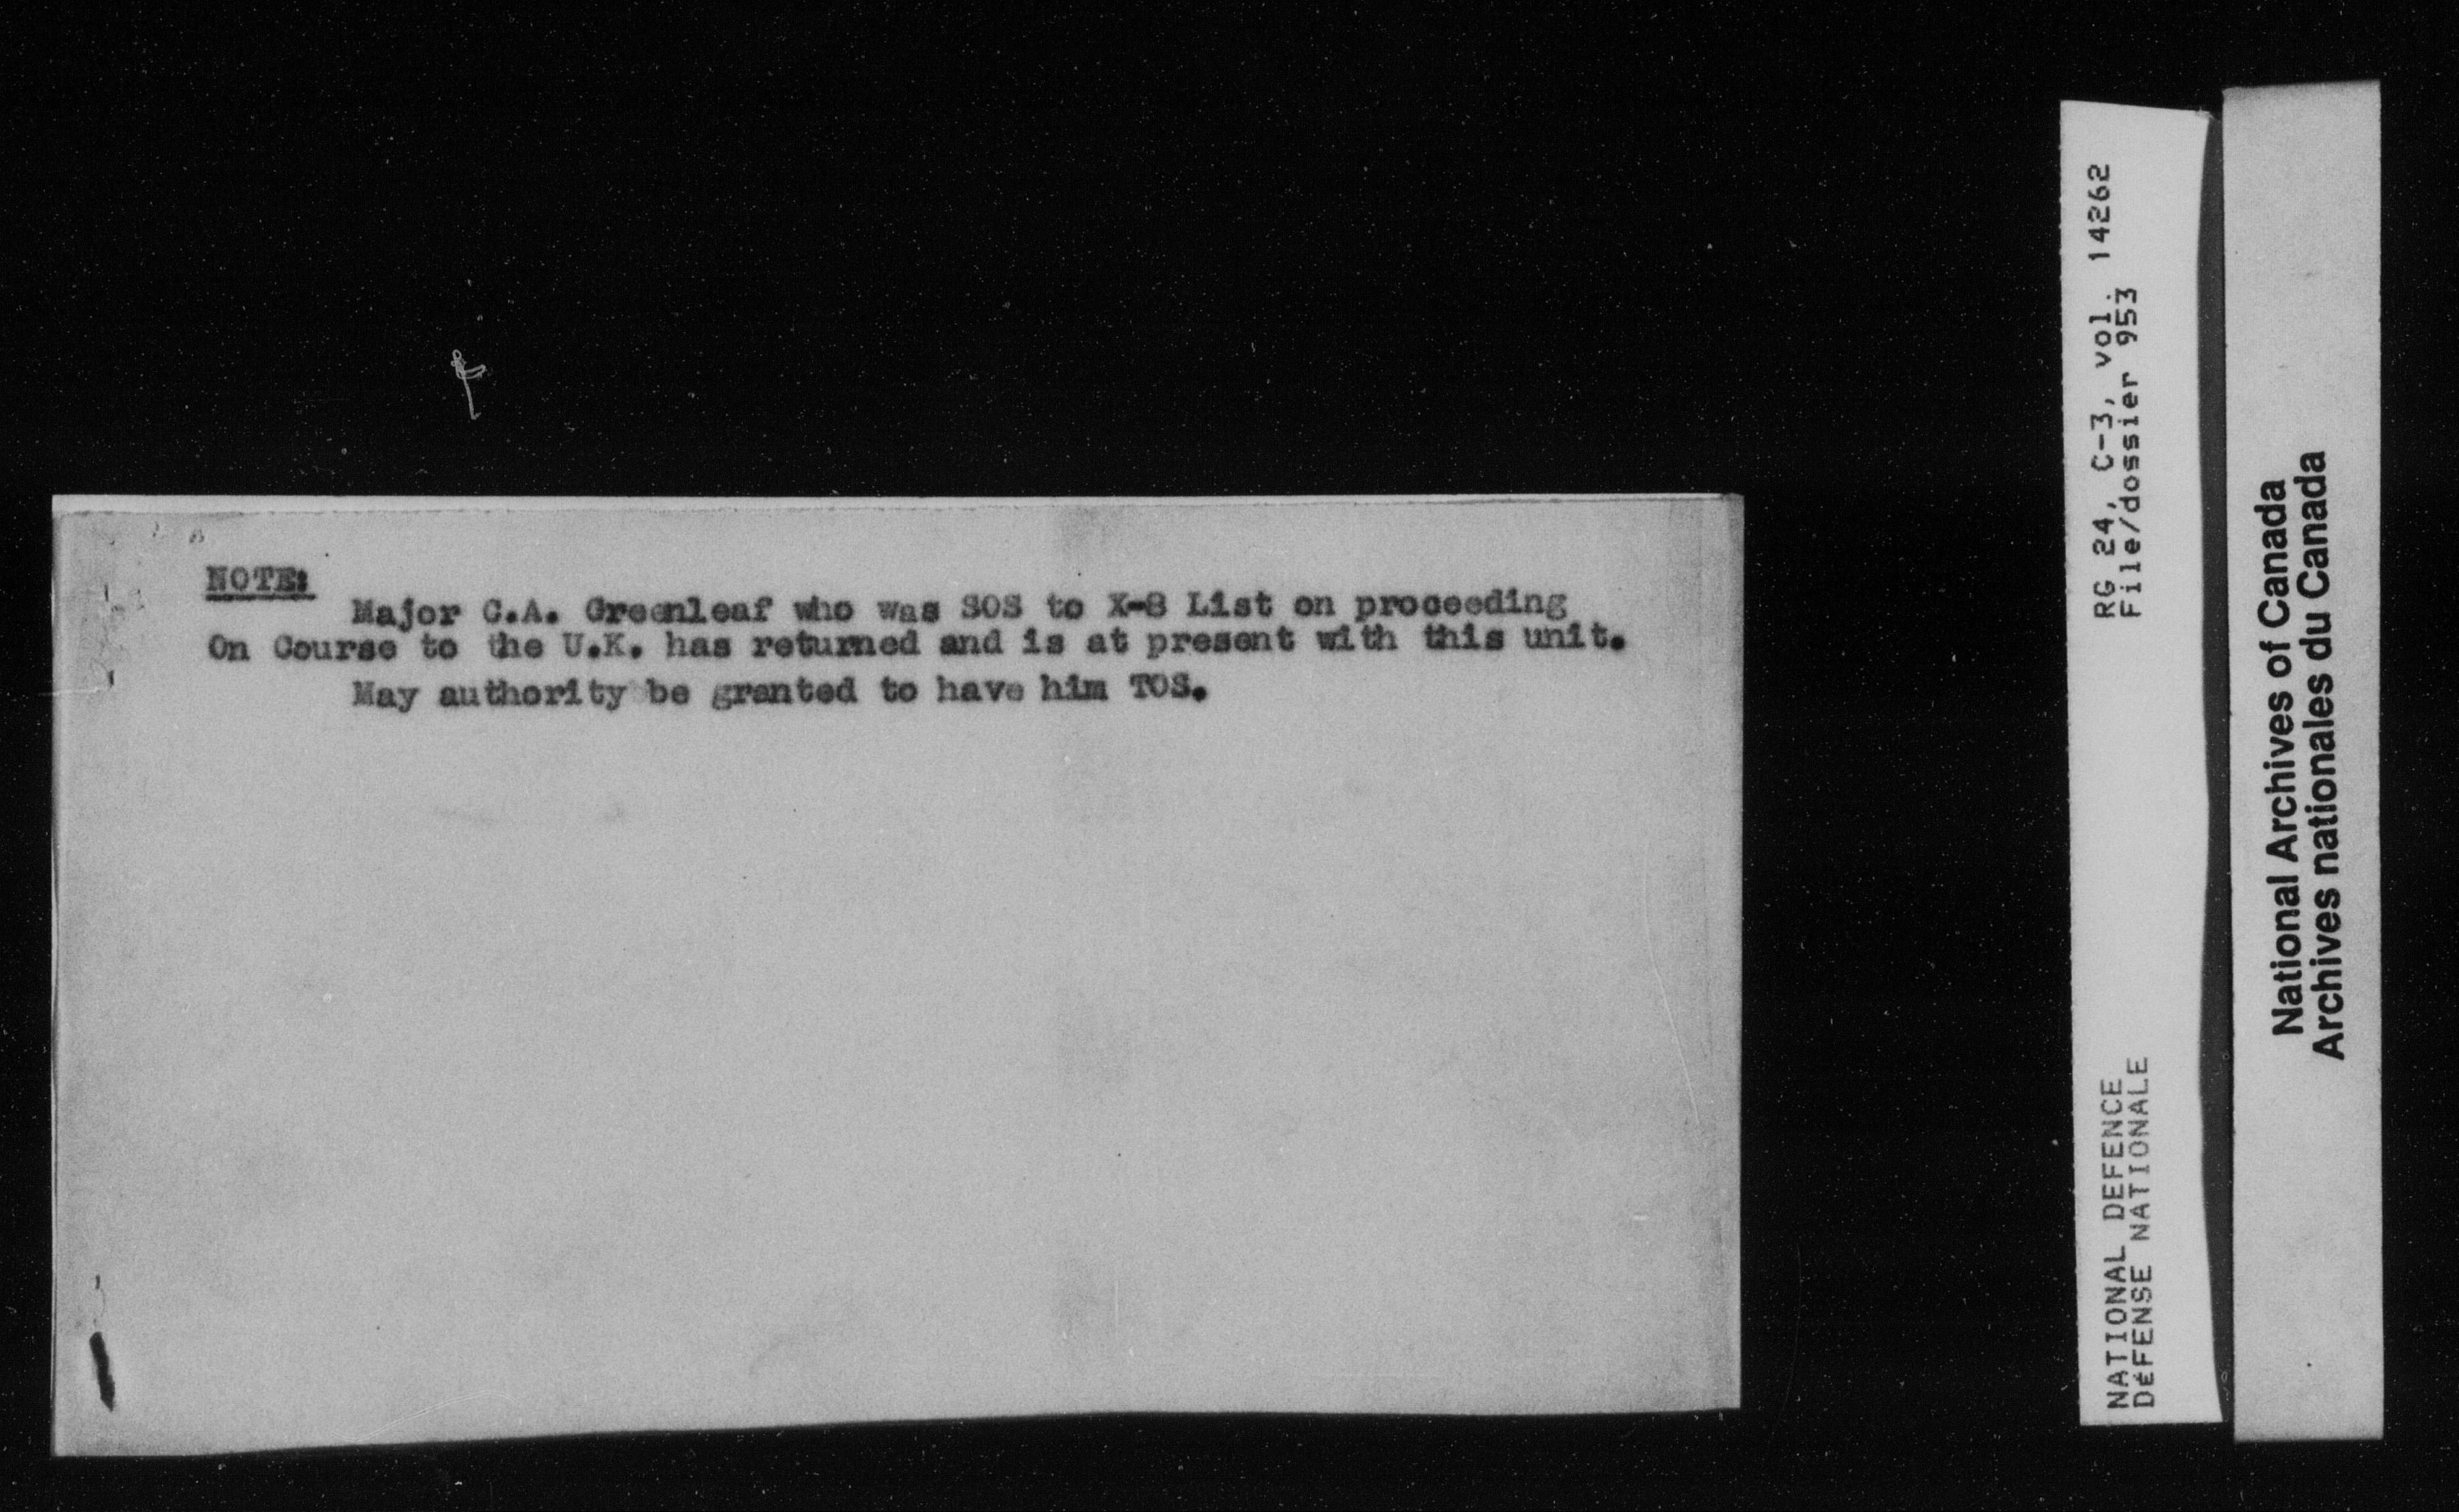 NOTE:
Major C.A. Greenleaf who was SOS to X-8 List on proceeding
On Course to the U.K. has returned and is at present with this unit.
May authority be granted to have him TOS.
RG 24, C-3, vol. 14262
File/dossier 953
NATIONAL DEFENCE
DéFENSE NATIONALE
National Archives of Canada
Archives nationales du Canada